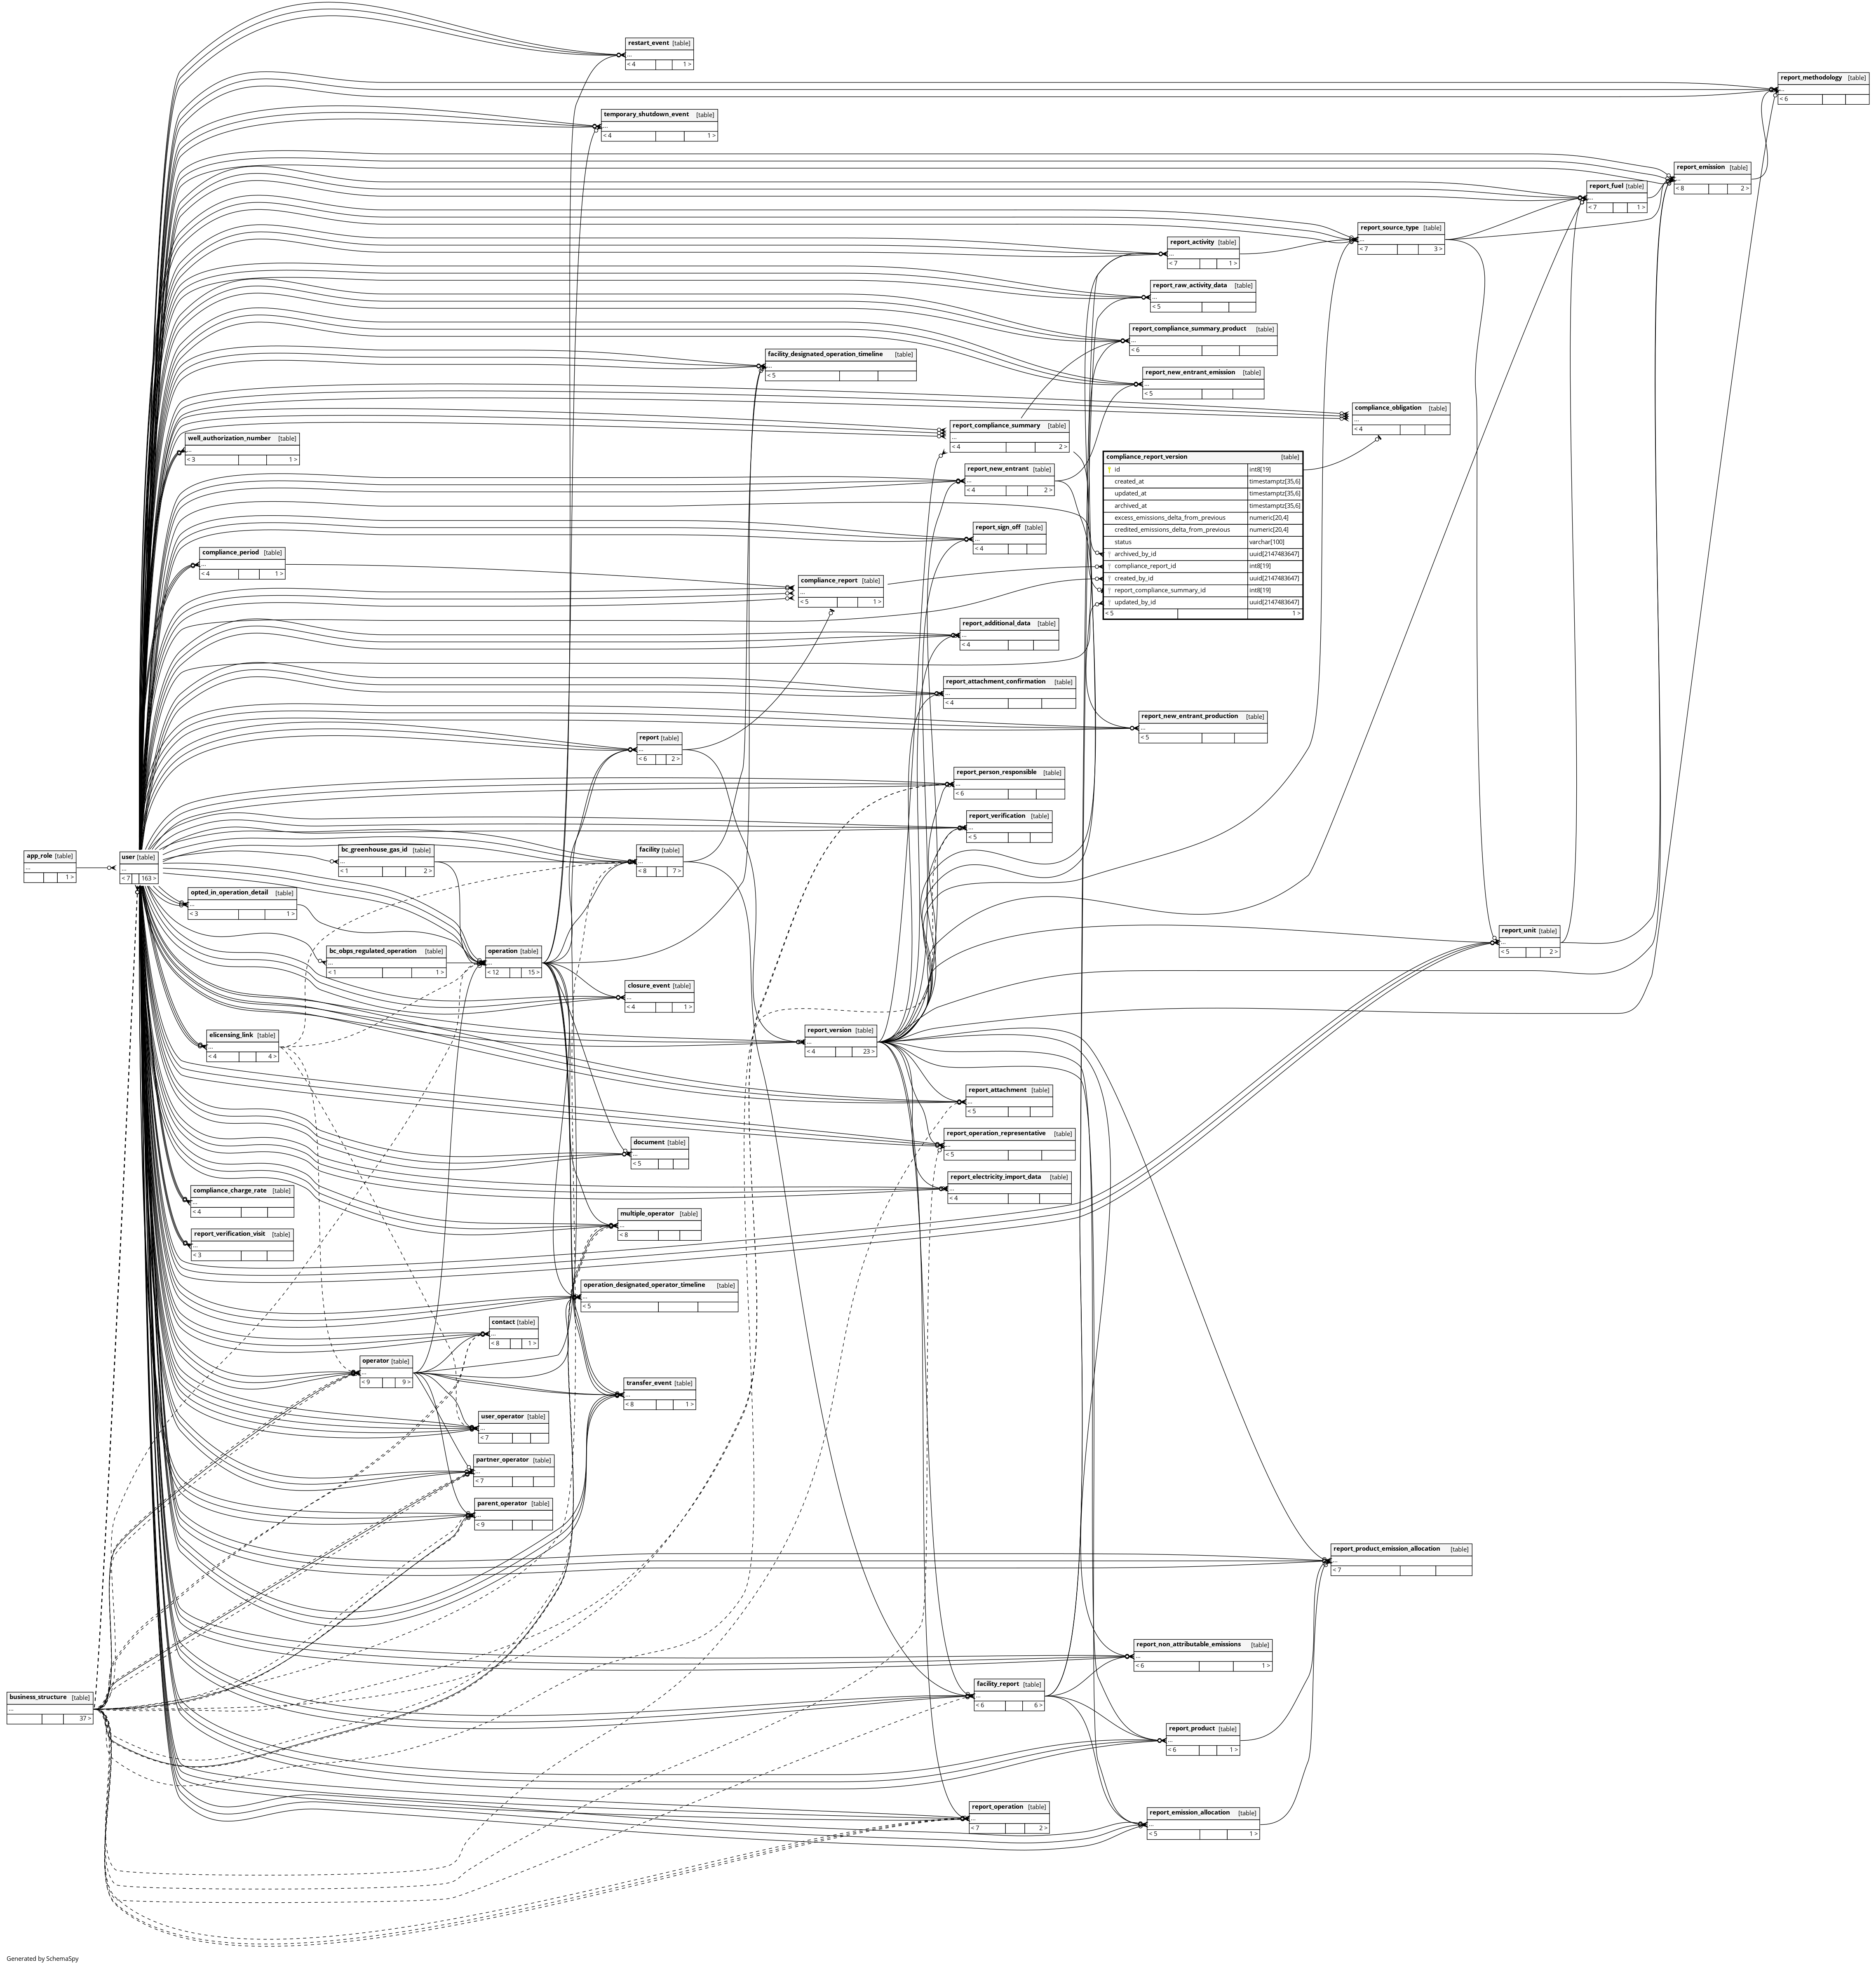 restart_event [table]
...
< 4 1 >
report_methodology [table]
...
< 6
temporary_shutdown_event [table]
...
< 4 1 >
report_emission [table]
...
< 8 2 >
report_fuel [table]
...
< 7 1 >
report_source_type [table]
...
< 7 3 >
report_activity [table]
...
< 7 1 >
report_raw_activity_data [table]
...
< 5
report_compliance_summary_product [table]
...
< 6
facility_designated_operation_timeline [table]
...
< 5
report_new_entrant_emission [table]
...
< 5
compliance_obligation [table]
...
< 4
report_compliance_summary [table]
...
< 4 2 >
well_authorization_number [table]
...
< 3 1 >
compliance_report_version [table]
id int8[19]
created_at timestamptz[35,6]
updated_at timestamptz[35,6]
archived_at timestamptz[35,6]
excess_emissions_delta_from_previous numeric[20,4]
credited_emissions_delta_from_previous numeric[20,4]
status varchar[100]
archived_by_id uuid[2147483647]
compliance_report_id int8[19]
created_by_id uuid[2147483647]
report_compliance_summary_id int8[19]
updated_by_id uuid[2147483647]
< 5 1 >
report_new_entrant [table]
...
< 4 2 >
report_sign_off [table]
...
< 4
compliance_period [table]
...
< 4 1 >
compliance_report [table]
...
< 5 1 >
report_additional_data [table]
...
< 4
report_attachment_confirmation [table]
...
< 4
report_new_entrant_production [table]
...
< 5
report [table]
...
< 6 2 >
report_person_responsible [table]
...
< 6
report_verification [table]
...
< 5
app_role [table]
...
1 >
user [table]
...
< 7 163 >
bc_greenhouse_gas_id [table]
...
< 1 2 >
facility [table]
...
< 8 7 >
opted_in_operation_detail [table]
...
< 3 1 >
report_unit [table]
...
< 5 2 >
bc_obps_regulated_operation [table]
...
< 1 1 >
operation [table]
...
< 12 15 >
closure_event [table]
...
< 4 1 >
elicensing_link [table]
...
< 4 4 >
report_version [table]
...
< 4 23 >
report_attachment [table]
...
< 5
report_operation_representative [table]
...
< 5
document [table]
...
< 5
report_electricity_import_data [table]
...
< 4
compliance_charge_rate [table]
...
< 4
multiple_operator [table]
...
< 8
report_verification_visit [table]
...
< 3
operation_designated_operator_timeline [table]
...
< 5
contact [table]
...
< 8 1 >
operator [table]
...
< 9 9 >
transfer_event [table]
...
< 8 1 >
user_operator [table]
...
< 7
partner_operator [table]
...
< 7
parent_operator [table]
...
< 9
report_product_emission_allocation [table]
...
< 7
report_non_attributable_emissions [table]
...
< 6 1 >
facility_report [table]
...
< 6 6 >
business_structure [table]
...
37 >
report_product [table]
...
< 6 1 >
report_operation [table]
...
< 7 2 >
report_emission_allocation [table]
...
< 5 1 >
Generated by SchemaSpy